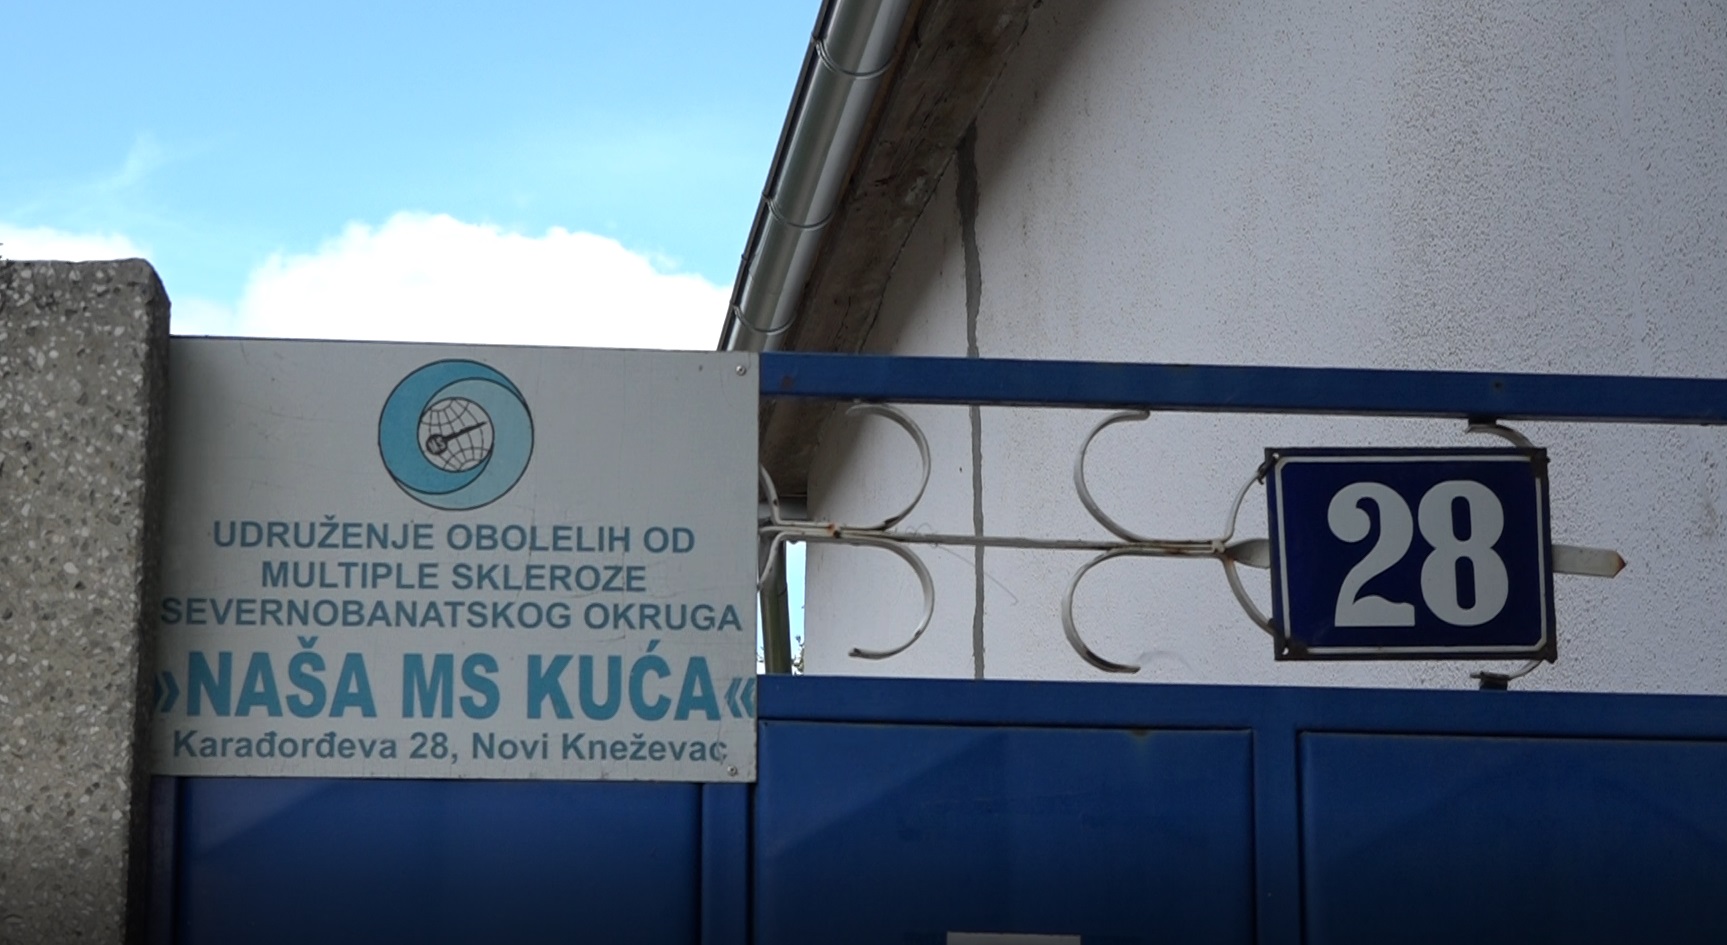 UDRUŽENJE OBOLELIH OD
MULTIPLE SKLEROZE
SEVERNOBANATSKOG OKRUGA
»NAŠA MS KUĆA«
Karađorđeva 28, Novi Kneževac
28